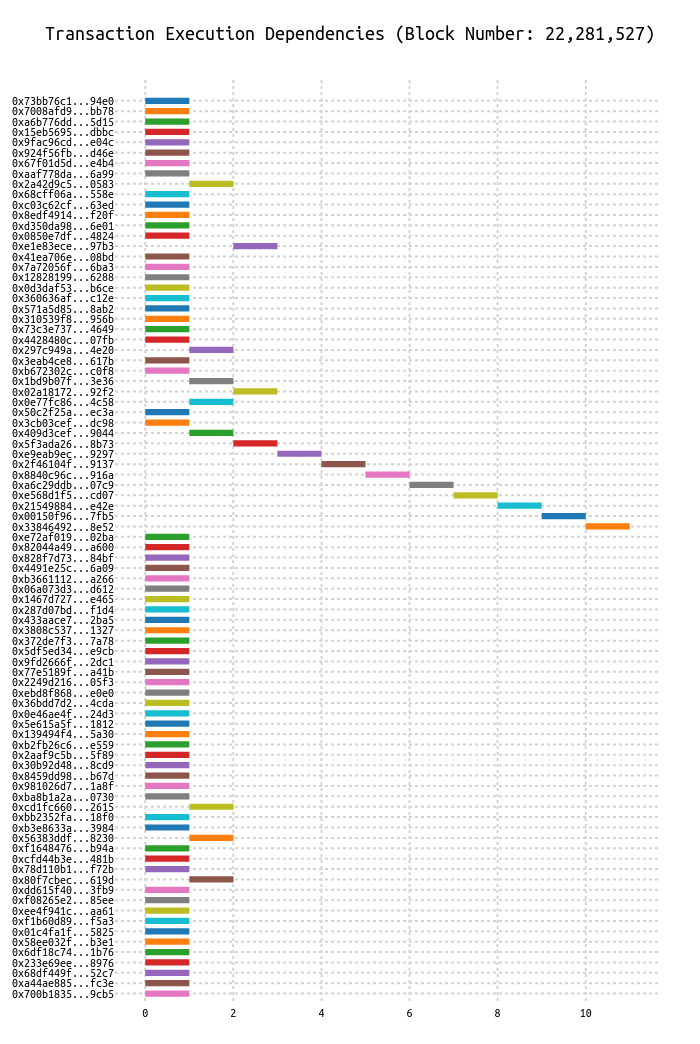 Transaction Execution Dependencies (Block Number: 22,281,527)
0x73bb76c1...94e0
0x7008afd9...bb78
0xa6b776dd...5d15
0x15eb5695...dbbc
0x9fac96cd...e04c
0x924f56fb...d46e
0x67f01d5d...e4b4
0xaaf778da...6a99
0x2a42d9c5...0583
0x68cff06a...558e
0xc03c62cf...63ed
0x8edf4914...f20f
0xd350da98...6e01
0x0850e7df...4824
0xe1e83ece...97b3
0x41ea706e...08bd
0x7a72056f...6ba3
0x12828199...6288
0x0d3daf53...b6ce
0x360636af...c12e
0x571a5d85...8ab2
0x310539f8...956b
0x73c3e737...4649
0x4428480c...07fb
0x297c949a...4e20
0x3eab4ce8...617b
0xb672302c...c0f8
0x1bd9b07f...3e36
0x02a18172...92f2
0x0e77fc86...4c58
0x50c2f25a...ec3a
0x3cb03cef...dc98
0x409d3cef...9044
0x5f3ada26...8b73
0xe9eab9ec...9297
0x2f46104f...9137
0x8840c96c...916a
0xa6c29ddb...07c9
0xe568d1f5...cd07
0x21549884...e42e
0x00150f96...7fb5
0x33846492...8e52
0xe72af019...02ba
0x82044a49...a600
0x828f7d73...84bf
0x4491e25c...6a09
0xb3661112...a266
0x06a073d3...d612
0x1467d727...e465
0x287d07bd...f1d4
0x433aace7...2ba5
0x3808c537...1327
0x372de7f3...7a78
0x5df5ed34...e9cb
0x9fd2666f...2dc1
0x77e5189f...a41b
0x2249d216...05f3
0xebd8f868...e0e0
0x36bdd7d2...4cda
0x0e46ae4f...24d3
0x5e615a5f...1812
0x139494f4...5a30
0xb2fb26c6...e559
0x2aaf9c5b...5f89
0x30b92d48...8cd9
0x8459dd98...b67d
0x981026d7...1a8f
0xba8b1a2a...0730
0xcd1fc660...2615
0xbb2352fa...18f0
0xb3e8633a...3984
0x56383ddf...8230
0xf1648476...b94a
0xcfd44b3e...481b
0x78d110b1...f72b
0x80f7cbec...619d
0xdd615f40...3fb9
0xf08265e2...85ee
0xee4f941c...aa61
0xf1b60d89...f5a3
0x01c4fa1f...5825
0x58ee032f...b3e1
0x6df18c74...1b76
0x233e69ee...8976
0x68df449f...52c7
0xa44ae885...fc3e
0x700b1835...9cb5
0 2 4 6 8 10